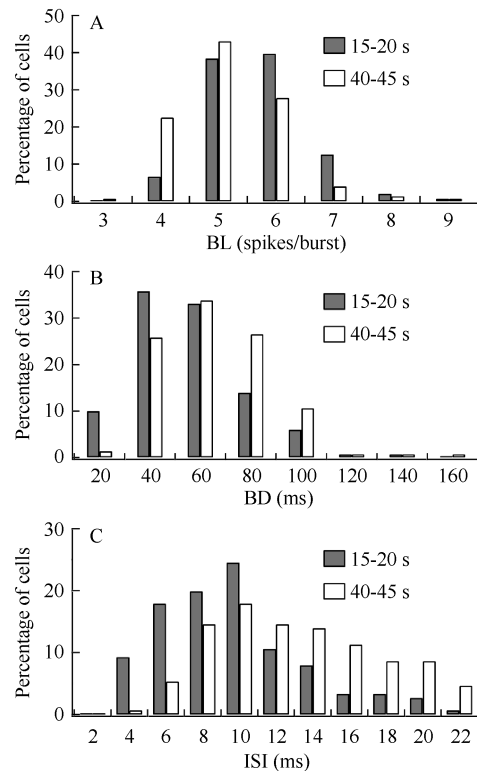 A
50
40
30
20
10
0
Percentage of cells
15-20 s
40-45 s
3 4 5 6 7 8 9
BL (spikes/burst)
B
40
30
20
10
0
Percentage of cells
15-20 s
40-45 s
20 40 60 80 100 120 140 160
BD (ms)
C
30
20
10
0
Percentage of cells
15-20 s
40-45 s
2 4 6 8 10 12 14 16 18 20 22
ISI (ms)